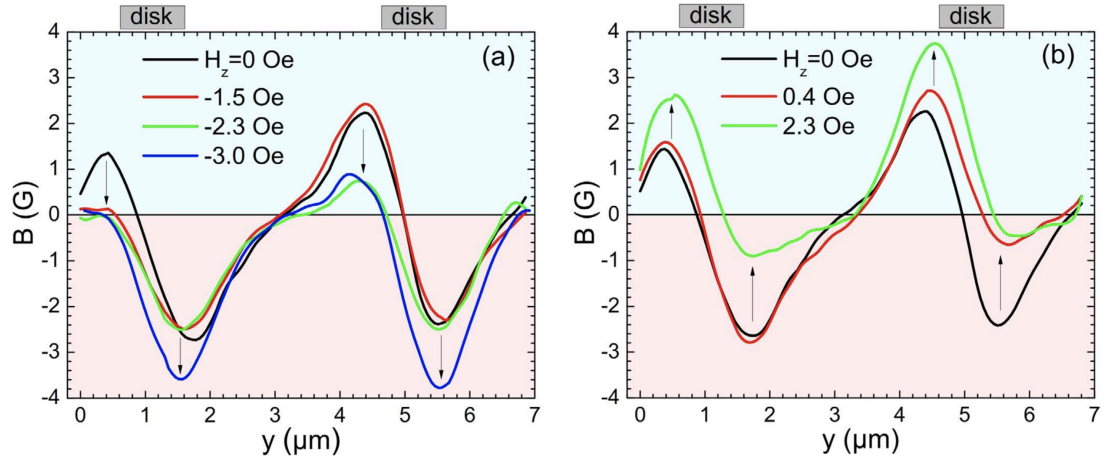 disk disk
(a)
H_z=0 Oe
-1.5 Oe
-2.3 Oe
-3.0 Oe
4
3
2
1
0
-1
-2
-3
-4
B (G)
0 1 2 3 4 5 6 7
y (μm)
disk disk
(b)
H_z=0 Oe
0.4 Oe
2.3 Oe
4
3
2
1
0
-1
-2
-3
-4
B (G)
0 1 2 3 4 5 6 7
y (μm)